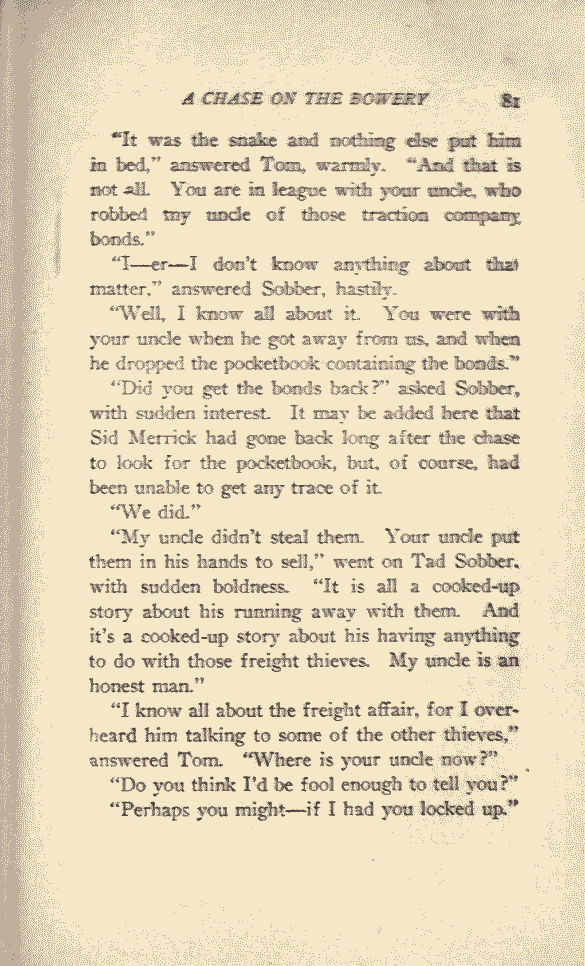 A CHASE ON THE BOWERY 81
“It was the snake and nothing else put him
in bed,” answered Tom, warmly. “And that is
not all. You are in league with your uncle, who
robbed my uncle of those traction company
bonds.”
“I—er—I don’t know anything about that
matter,” answered Sobber, hastily.
“Well, I know all about it. You were with
your uncle when he got away from us, and when
he dropped the pocketbook containing the bonds.”
“Did you get the bonds back?” asked Sobber,
with sudden interest. It may be added here that
Sid Merrick had gone back long after the chase
to look for the pocketbook, but, of course, had
been unable to get any trace of it.
“We did.”
“My uncle didn’t steal them. Your uncle put
them in his hands to sell,” went on Tad Sobber,
with sudden boldness. “It is all a cooked-up
story about his running away with them. And
it’s a cooked-up story about his having anything
to do with those freight thieves. My uncle is an
honest man.”
“I know all about the freight affair, for I over-
heard him talking to some of the other thieves,”
answered Tom. “Where is your uncle now?”
“Do you think I’d be fool enough to tell you?”
“Perhaps you might—if I had you locked up.”